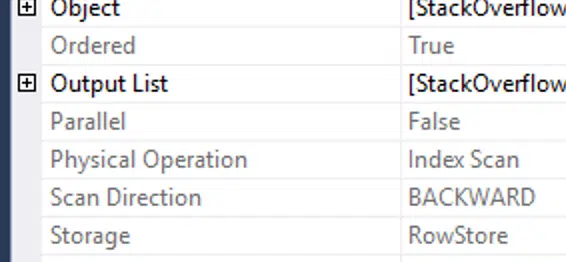 Object [StackOverflow
Ordered True
Output List [StackOverflow
Parallel False
Physical Operation Index Scan
Scan Direction BACKWARD
Storage RowStore